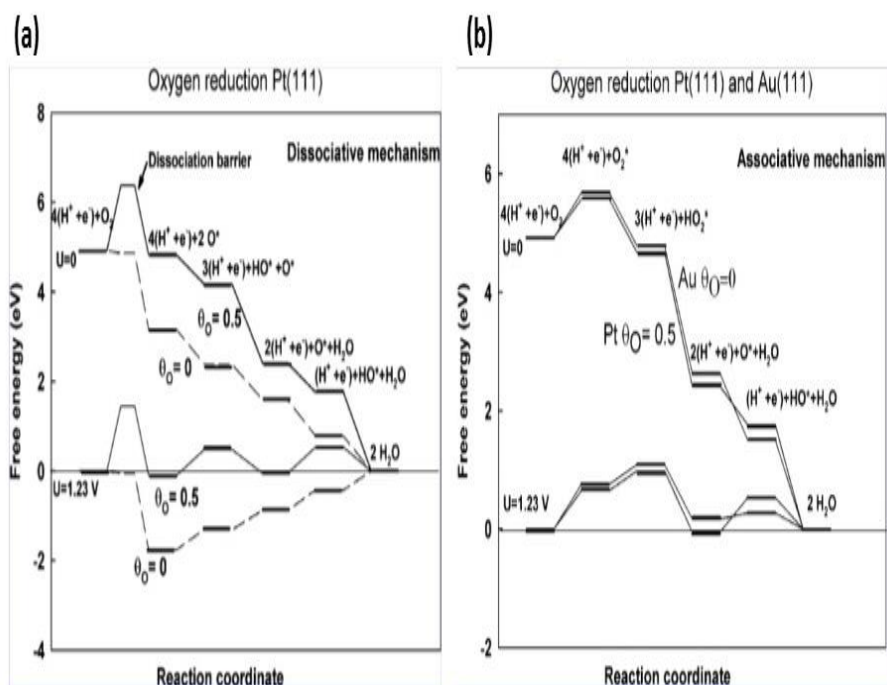 (a)
Oxygen reduction Pt(111)
8
6
4
2
0
-2
-4
Free energy (eV)
Dissociation barrier
Dissociative mechanism
4(H⁺ +e⁻)+O₂
U=0
4(H⁺ +e⁻)+2 O*
3(H⁺ +e⁻)+HO* +O*
θO= 0.5
θO= 0
2(H⁺ +e⁻)+O*+H₂O
(H⁺ +e⁻)+HO*+H₂O
2 H₂O
U=1.23 V
θO= 0.5
θO= 0
Reaction coordinate
(b)
Oxygen reduction Pt(111) and Au(111)
6
4
2
0
-2
Free energy (eV)
4(H⁺ +e⁻)+O₂*
Associative mechanism
4(H⁺ +e⁻)+O₂
U=0
3(H⁺ +e⁻)+HO₂*
Au θO=0
Pt θO= 0.5
2(H⁺ +e⁻)+O*+H₂O
(H⁺ +e⁻)+HO*+H₂O
2 H₂O
U=1.23 V
Reaction coordinate